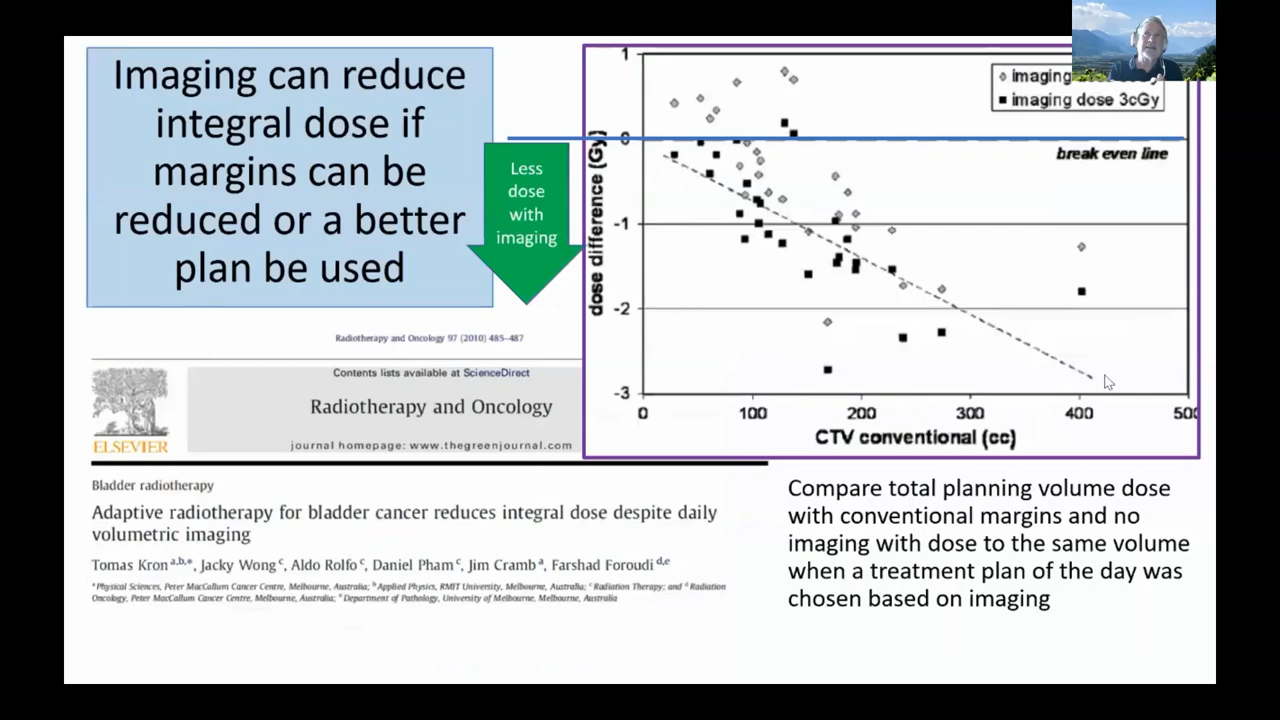 Imaging can reduce
integral dose if
margins can be
reduced or a better
plan be used
Less
dose
with
imaging
1
0
-1
-2
-3
dose difference (Gy)
imaging
imaging dose 3cGy
break even line
0
100
200
300
400
500
CTV conventional (cc)
Radiotherapy and Oncology 97 (2010) 485–487
Contents lists available at ScienceDirect
Radiotherapy and Oncology
journal homepage: www.thegreenjournal.com
ELSEVIER
Bladder radiotherapy
Adaptive radiotherapy for bladder cancer reduces integral dose despite daily
volumetric imaging
Tomas Kron a,b,*, Jacky Wong c, Aldo Rolfo c, Daniel Pham c, Jim Cramb a, Farshad Foroudi d,e
a Physical Sciences, Peter MacCallum Cancer Centre, Melbourne, Australia; b Applied Physics, RMIT University, Melbourne, Australia; c Radiation Therapy; and d Radiation
Oncology, Peter MacCallum Cancer Centre, Melbourne, Australia; e Department of Pathology, University of Melbourne, Melbourne, Australia
Compare total planning volume dose
with conventional margins and no
imaging with dose to the same volume
when a treatment plan of the day was
chosen based on imaging